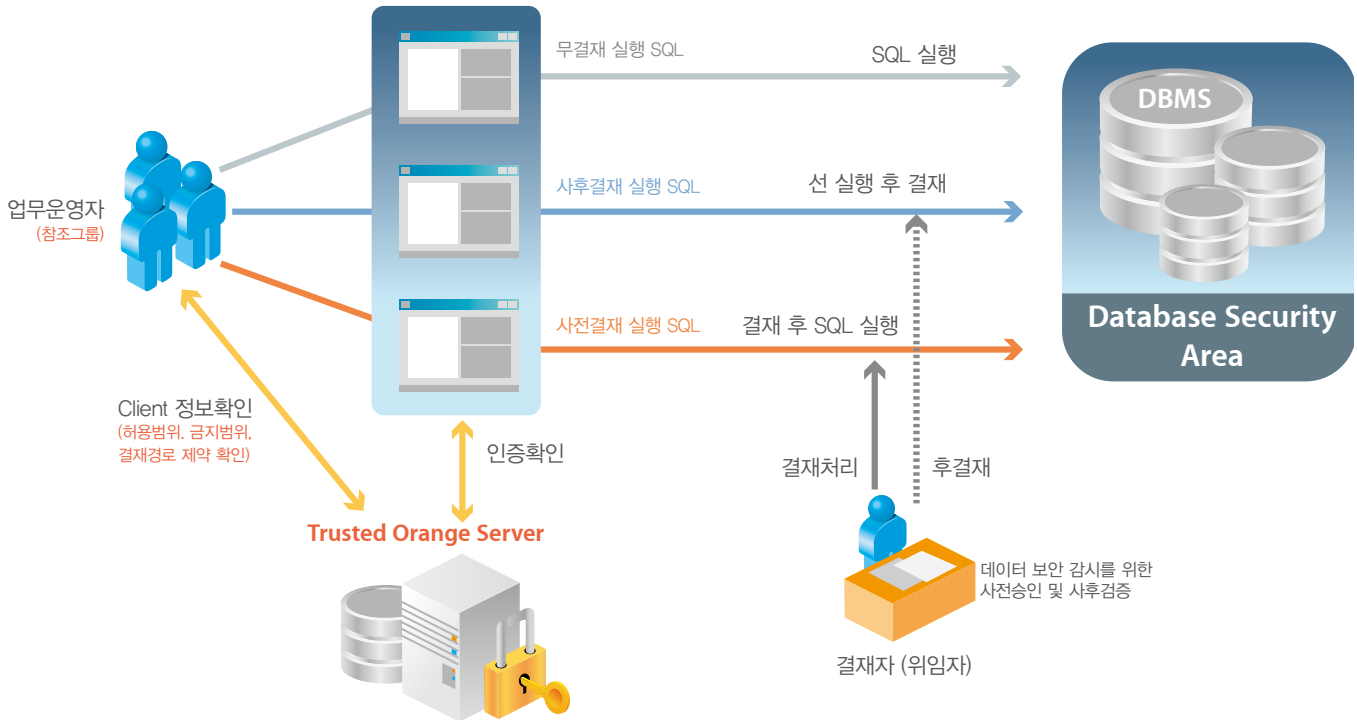 무결재 실행 SQL
SQL 실행
DBMS
사후결재 실행 SQL
선 실행 후 결재
업무운영자
(참조그룹)
사전결재 실행 SQL
결재 후 SQL 실행
Database Security
Area
Client 정보확인
(허용범위, 금지범위,
결재경로 제약 확인)
인증확인
결재처리
후결재
Trusted Orange Server
데이터 보안 감시를 위한
사전승인 및 사후검증
결재자 (위임자)